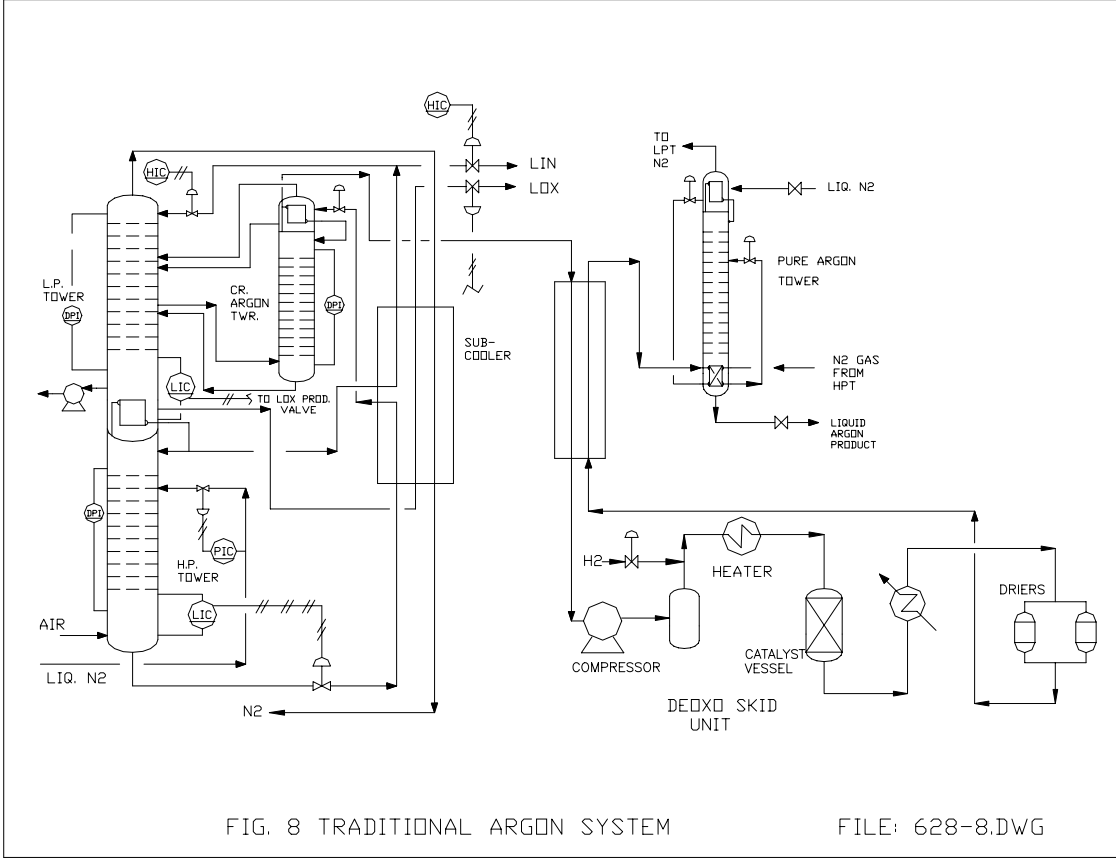 HIC
LIN
LOX
HIC
TO
LPT
N2
LIQ. N2
L.P.
TOWER
DPI
CR.
ARGON
TWR.
DPI
SUB-
COOLER
PURE ARGON
TOWER
N2 GAS
FROM
HPT
LIC
TO LOX PROD.
VALVE
LIQUID
ARGON
PRODUCT
DPI
PIC
H.P.
TOWER
H2
HEATER
DRIERS
AIR
LIC
COMPRESSOR
CATALYST
VESSEL
LIQ. N2
N2
DEOXO SKID
UNIT
FIG. 8 TRADITIONAL ARGON SYSTEM
FILE: 628-8.DWG